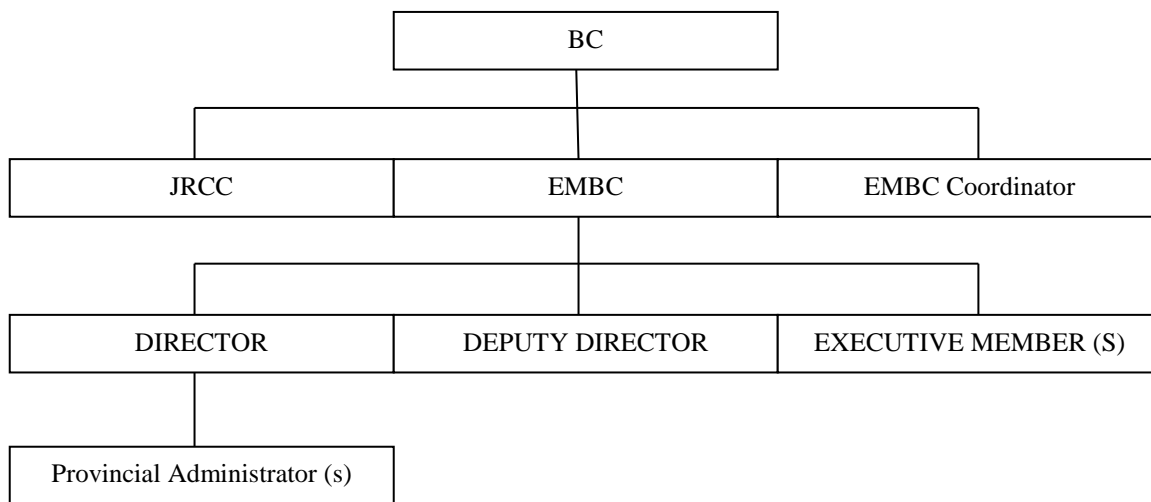 BC
JRCC
EMBC
EMBC Coordinator
DIRECTOR
DEPUTY DIRECTOR
EXECUTIVE MEMBER (S)
Provincial Administrator (s)